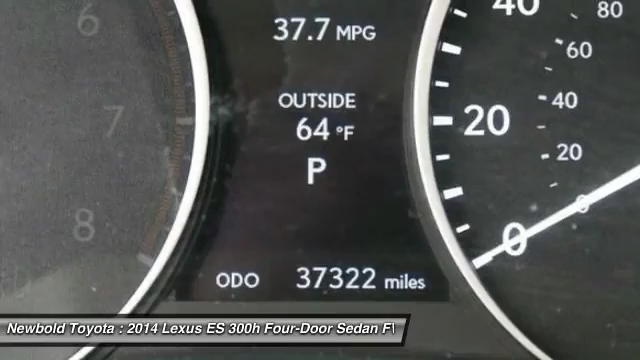 6
7
8
37.7 MPG
OUTSIDE
64 °F
P
ODO 37322 miles
40 80
60
20 40
20
0 0
Newbold Toyota : 2014 Lexus ES 300h Four-Door Sedan F